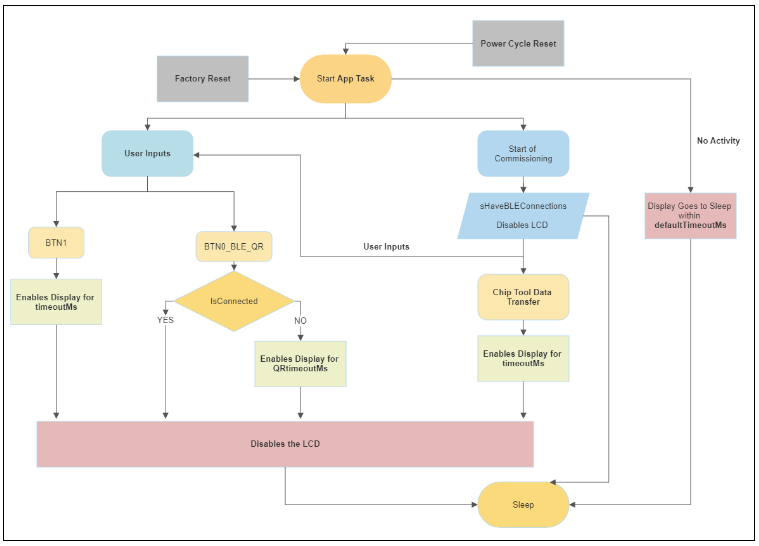 Power Cycle Reset
Factory Reset
Start App Task
No Activity
User Inputs
Start of
Commissioning
sHaveBLEConnections
Disables LCD
Display Goes to Sleep
within
defaultTimeoutMs
BTN1
BTN0_BLE_QR
User Inputs
Enables Display for
timeoutMs
IsConnected
Chip Tool Data
Transfer
YES
NO
Enables Display for
QRtimeoutMs
Enables Display for
timeoutMs
Disables the LCD
Sleep